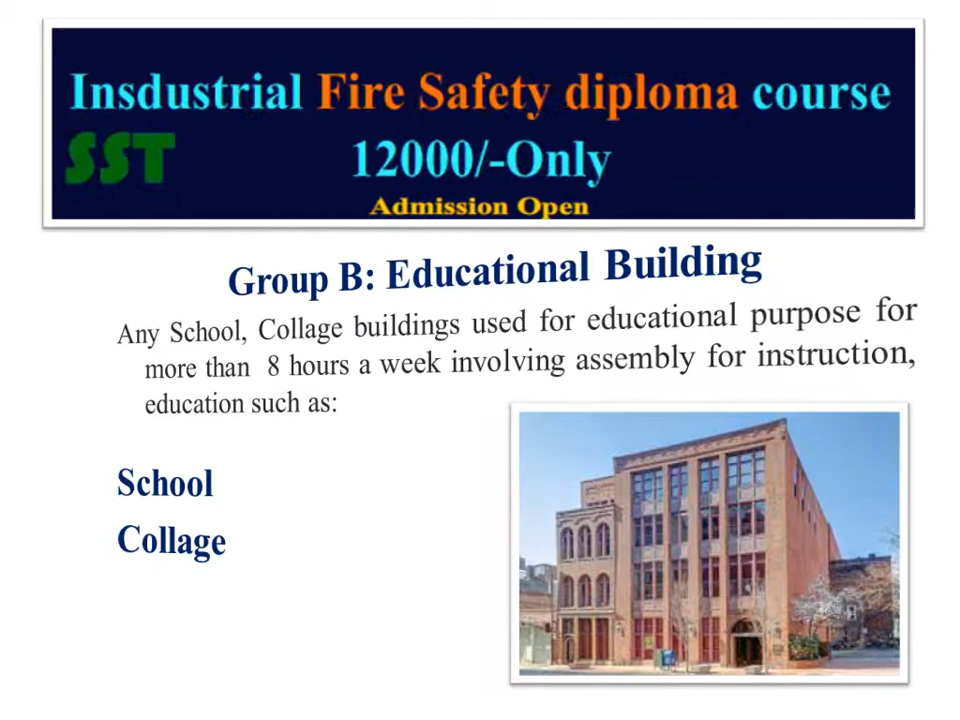 Insdustrial Fire Safety diploma course
SST 12000/-Only
Admission Open
Group B: Educational Building
Any School, Collage buildings used for educational purpose for
more than 8 hours a week involving assembly for instruction,
education such as:
School
Collage